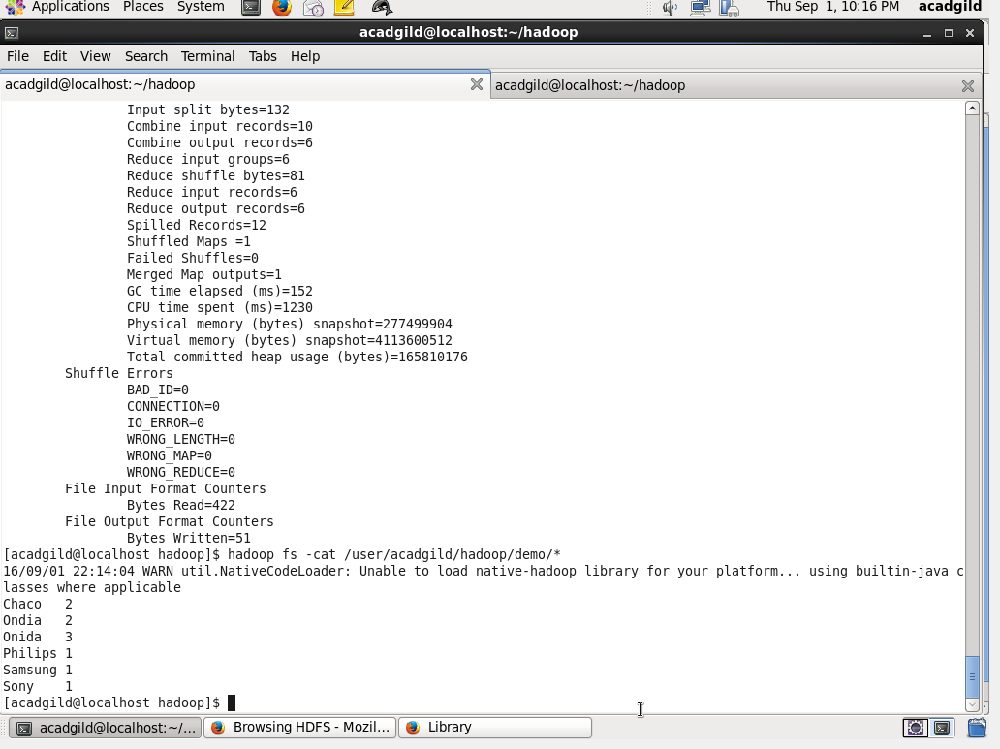 Applications Places System Thu Sep 1, 10:16 PM acadgild
acadgild@localhost:~/hadoop
File Edit View Search Terminal Tabs Help
acadgild@localhost:~/hadoop acadgild@localhost:~/hadoop
Input split bytes=132
Combine input records=10
Combine output records=6
Reduce input groups=6
Reduce shuffle bytes=81
Reduce input records=6
Reduce output records=6
Spilled Records=12
Shuffled Maps =1
Failed Shuffles=0
Merged Map outputs=1
GC time elapsed (ms)=152
CPU time spent (ms)=1230
Physical memory (bytes) snapshot=277499904
Virtual memory (bytes) snapshot=4113600512
Total committed heap usage (bytes)=165810176
Shuffle Errors
BAD_ID=0
CONNECTION=0
IO_ERROR=0
WRONG_LENGTH=0
WRONG_MAP=0
WRONG_REDUCE=0
File Input Format Counters
Bytes Read=422
File Output Format Counters
Bytes Written=51
[acadgild@localhost hadoop]$ hadoop fs -cat /user/acadgild/hadoop/demo/*
16/09/01 22:14:04 WARN util.NativeCodeLoader: Unable to load native-hadoop library for your platform... using builtin-java c
lasses where applicable
Chaco 2
Ondia 2
Onida 3
Philips 1
Samsung 1
Sony 1
[acadgild@localhost hadoop]$
acadgild@localhost:~/... Browsing HDFS - Mozil... Library